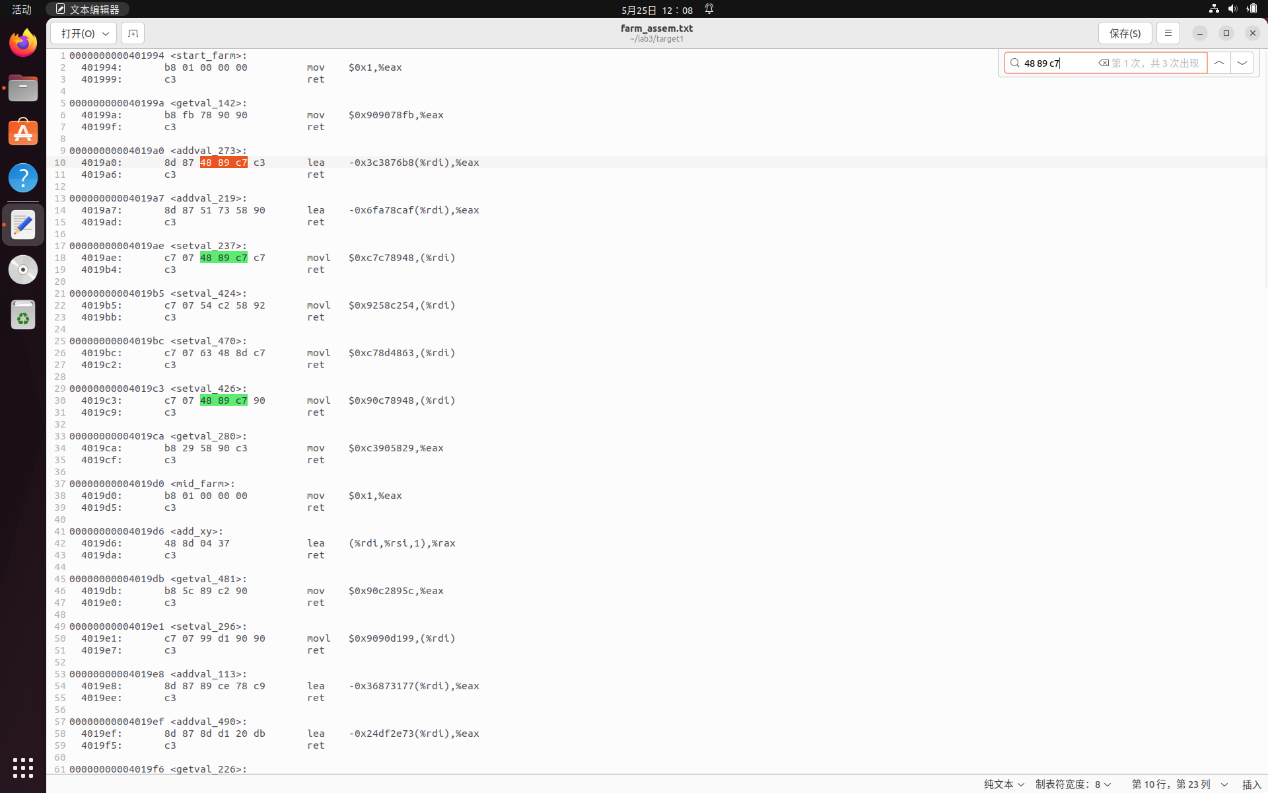 活动
文本编辑器
5月25日 12：08
打开(O)
farm_assem.txt
~/lab3/target1
保存(S)
48 89 c7
第 1 次，共 3 次出现
1 0000000000401994 <start_farm>:
2 401994: b8 01 00 00 00 mov $0x1,%eax
3 401999: c3 ret
4
5 000000000040199a <getval_142>:
6 40199a: b8 fb 78 90 90 mov $0x909078fb,%eax
7 40199f: c3 ret
8
9 00000000004019a0 <addval_273>:
10 4019a0: 8d 87 48 89 c7 c3 lea -0x3c3876b8(%rdi),%eax
11 4019a6: c3 ret
12
13 00000000004019a7 <addval_219>:
14 4019a7: 8d 87 51 73 58 90 lea -0x6fa78caf(%rdi),%eax
15 4019ad: c3 ret
16
17 00000000004019ae <setval_237>:
18 4019ae: c7 07 48 89 c7 c7 movl $0xc7c78948,(%rdi)
19 4019b4: c3 ret
20
21 00000000004019b5 <setval_424>:
22 4019b5: c7 07 54 c2 58 92 movl $0x9258c254,(%rdi)
23 4019bb: c3 ret
24
25 00000000004019bc <setval_470>:
26 4019bc: c7 07 63 48 8d c7 movl $0xc78d4863,(%rdi)
27 4019c2: c3 ret
28
29 00000000004019c3 <setval_426>:
30 4019c3: c7 07 48 89 c7 90 movl $0x90c78948,(%rdi)
31 4019c9: c3 ret
32
33 00000000004019ca <getval_280>:
34 4019ca: b8 29 58 90 c3 mov $0xc3905829,%eax
35 4019cf: c3 ret
36
37 00000000004019d0 <mid_farm>:
38 4019d0: b8 01 00 00 00 mov $0x1,%eax
39 4019d5: c3 ret
40
41 00000000004019d6 <add_xy>:
42 4019d6: 48 8d 04 37 lea (%rdi,%rsi,1),%rax
43 4019da: c3 ret
44
45 00000000004019db <getval_481>:
46 4019db: b8 5c 89 c2 90 mov $0x90c2895c,%eax
47 4019e0: c3 ret
48
49 00000000004019e1 <setval_296>:
50 4019e1: c7 07 99 d1 90 90 movl $0x9090d199,(%rdi)
51 4019e7: c3 ret
52
53 00000000004019e8 <addval_113>:
54 4019e8: 8d 87 89 ce 78 c9 lea -0x36873177(%rdi),%eax
55 4019ee: c3 ret
56
57 00000000004019ef <addval_490>:
58 4019ef: 8d 87 8d d1 20 db lea -0x24df2e73(%rdi),%eax
59 4019f5: c3 ret
60
61 00000000004019f6 <getval_226>:
纯文本 制表符宽度：8 第 10 行，第 23 列 插入